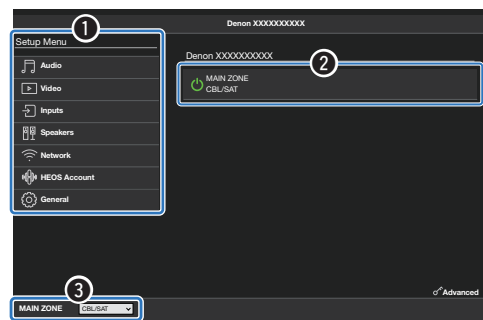 Denon XXXXXXXXXX
1
Setup Menu
Audio
Video
Inputs
Speakers
Network
HEOS Account
General
Denon XXXXXXXXXX
2
MAIN ZONE
CBL/SAT
Advanced
3
MAIN ZONE CBL/SAT